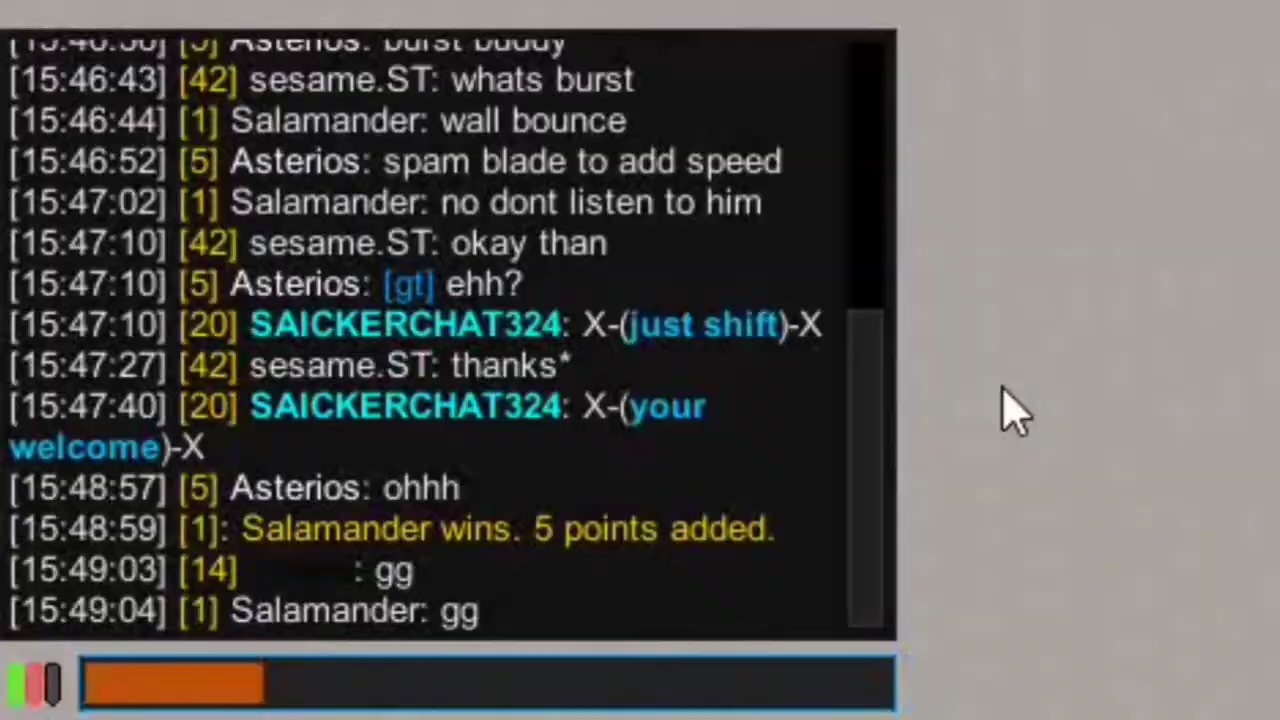 Asterios: burst buddy
[15:46:43] [42] sesame.ST: whats burst
[15:46:44] [1] Salamander: wall bounce
[15:46:52] [5] Asterios: spam blade to add speed
[15:47:02] [1] Salamander: no dont listen to him
[15:47:10] [42] sesame.ST: okay than
[15:47:10] [5] Asterios: [gt] ehh?
[15:47:10] [20] SAICKERCHAT324: X-(just shift)-X
[15:47:27] [42] sesame.ST: thanks*
[15:47:40] [20] SAICKERCHAT324: X-(your
welcome)-X
[15:48:57] [5] Asterios: ohhh
[15:48:59] [1]: Salamander wins. 5 points added.
[15:49:03] [14] : gg
[15:49:04] [1] Salamander: gg